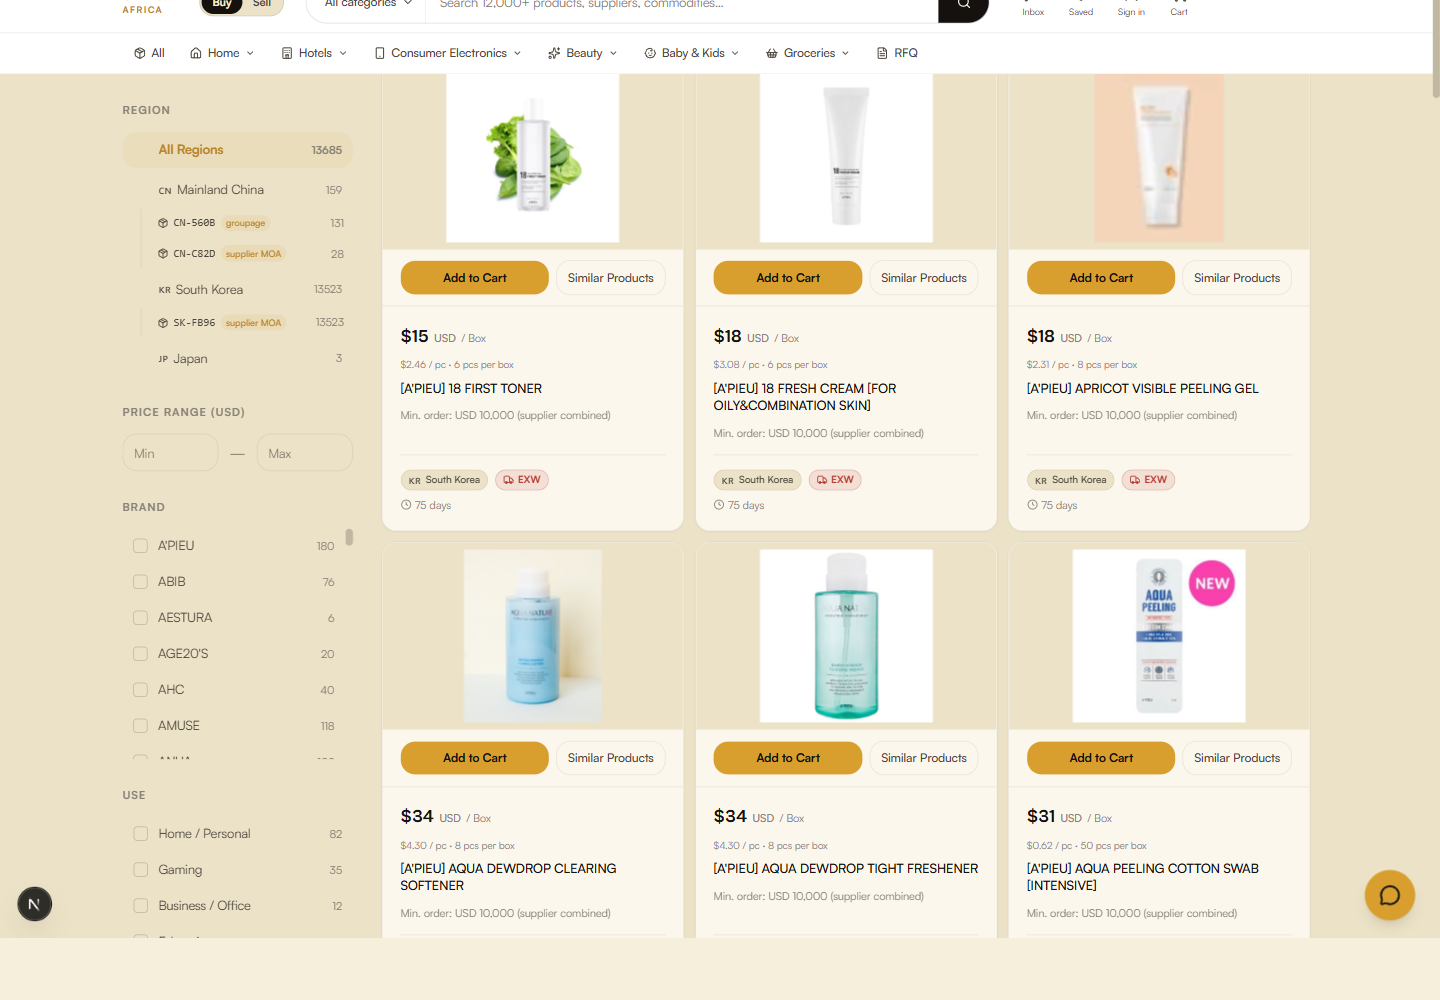 AFRICA
Buy
Sell
All categories
Search 12,000+ products, suppliers, commodities...
Inbox
Saved
Sign in
Cart
All
Home
Hotels
Consumer Electronics
Beauty
Baby & Kids
Groceries
RFQ
REGION
All Regions 13685
CN Mainland China 159
CN-560B groupage 131
CN-C82D supplier MOA 28
KR South Korea 13523
SK-FB96 supplier MOA 13523
JP Japan 3
PRICE RANGE (USD)
Min — Max
BRAND
A'PIEU 180
ABIB 76
AESTURA 6
AGE20'S 20
AHC 40
AMUSE 118
USE
Home / Personal 82
Gaming 35
Business / Office 12
N
18
Add to Cart
Similar Products
$15 USD / Box
$2.46 / pc · 6 pcs per box
[A'PIEU] 18 FIRST TONER
Min. order: USD 10,000 (supplier combined)
KR South Korea
EXW
75 days
18
Add to Cart
Similar Products
$18 USD / Box
$3.08 / pc · 6 pcs per box
[A'PIEU] 18 FRESH CREAM [FOR
OILY&COMBINATION SKIN]
Min. order: USD 10,000 (supplier combined)
KR South Korea
EXW
75 days
Add to Cart
Similar Products
$18 USD / Box
$2.31 / pc · 8 pcs per box
[A'PIEU] APRICOT VISIBLE PEELING GEL
Min. order: USD 10,000 (supplier combined)
KR South Korea
EXW
75 days
Add to Cart
Similar Products
$34 USD / Box
$4.30 / pc · 8 pcs per box
[A'PIEU] AQUA DEWDROP CLEARING
SOFTENER
Min. order: USD 10,000 (supplier combined)
Add to Cart
Similar Products
$34 USD / Box
$4.30 / pc · 8 pcs per box
[A'PIEU] AQUA DEWDROP TIGHT FRESHENER
Min. order: USD 10,000 (supplier combined)
NEW
AQUA
PEELING
Add to Cart
Similar Products
$31 USD / Box
$0.62 / pc · 50 pcs per box
[A'PIEU] AQUA PEELING COTTON SWAB
[INTENSIVE]
Min. order: USD 10,000 (supplier combined)